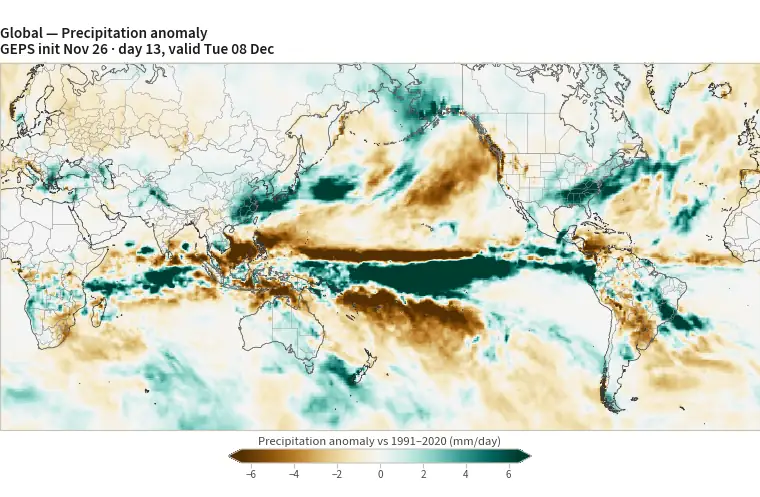 Global — Precipitation anomaly
GEPS init Nov 26 · day 13, valid Tue 08 Dec
Precipitation anomaly vs 1991–2020 (mm/day)
−6 −4 −2 0 2 4 6